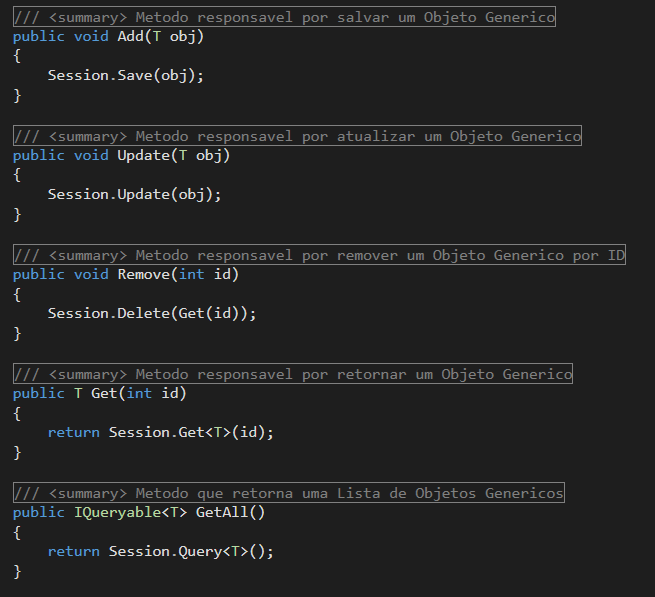 /// <summary> Metodo responsavel por salvar um Objeto Generico
public void Add(T obj)
{
    Session.Save(obj);
}
/// <summary> Metodo responsavel por atualizar um Objeto Generico
public void Update(T obj)
{
    Session.Update(obj);
}
/// <summary> Metodo responsavel por remover um Objeto Generico por ID
public void Remove(int id)
{
    Session.Delete(Get(id));
}
/// <summary> Metodo responsavel por retornar um Objeto Generico
public T Get(int id)
{
    return Session.Get<T>(id);
}
/// <summary> Metodo que retorna uma Lista de Objetos Genericos
public IQueryable<T> GetAll()
{
    return Session.Query<T>();
}